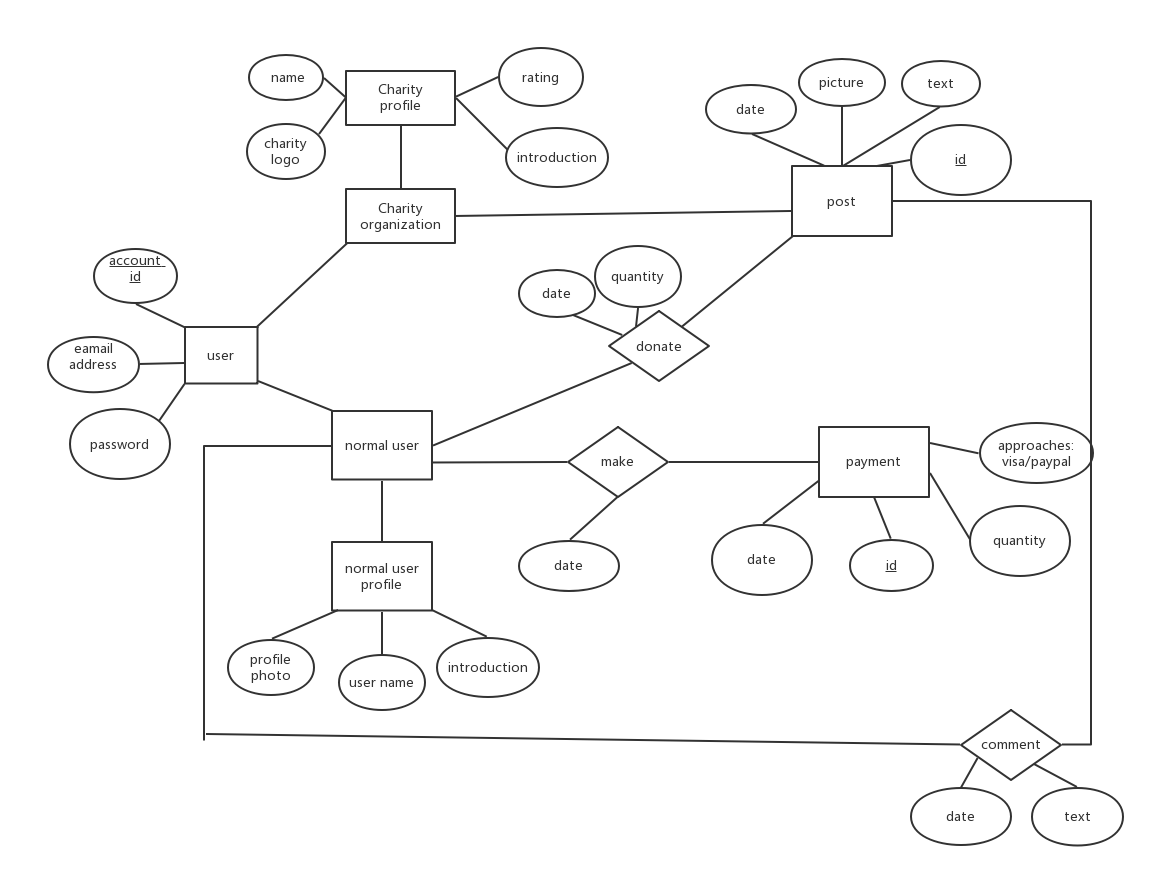 name
Charity
profile
rating
charity
logo
introduction
Charity
organization
date
picture
text
id
post
account
id
eamail
address
password
user
date
quantity
donate
normal user
make
payment
approaches:
visa/paypal
quantity
date
date
id
normal user
profile
profile
photo
user name
introduction
comment
date
text